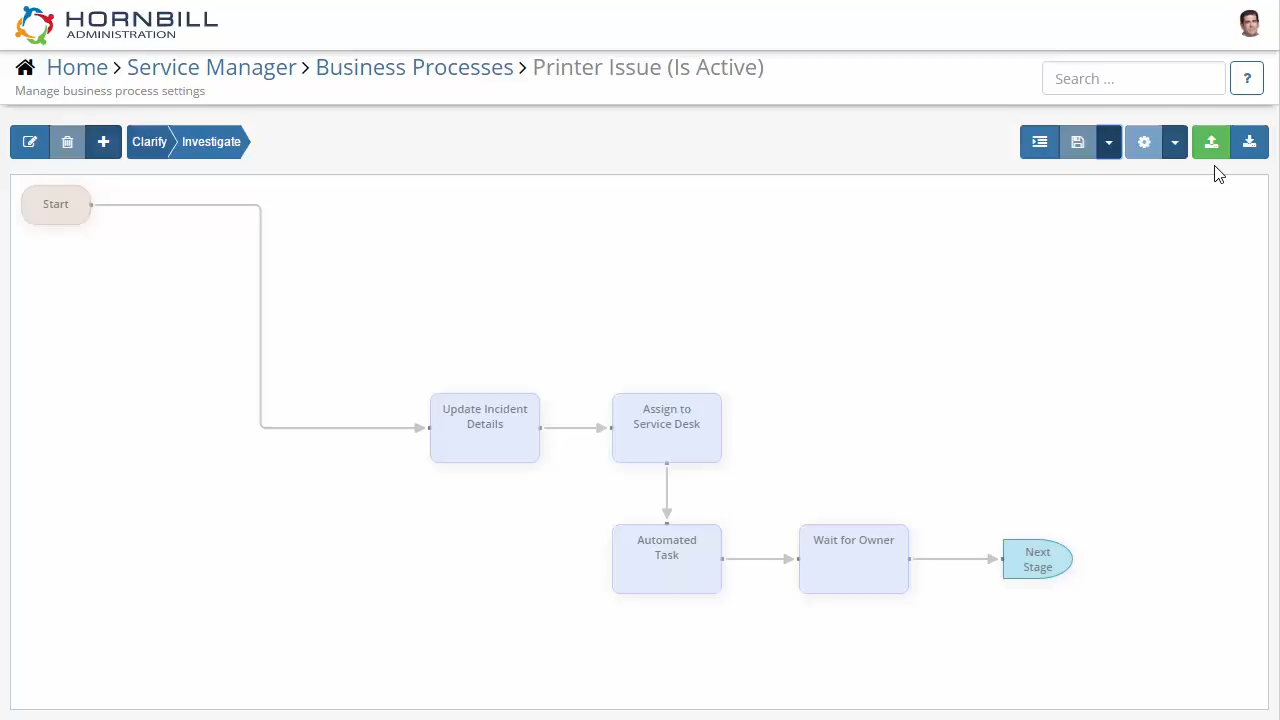 HORNBILL
ADMINISTRATION
Home > Service Manager > Business Processes > Printer Issue (Is Active)
Manage business process settings
Search ...
?
Clarify
Investigate
Start
Update Incident
Details
Assign to
Service Desk
Automated
Task
Wait for Owner
Next
Stage